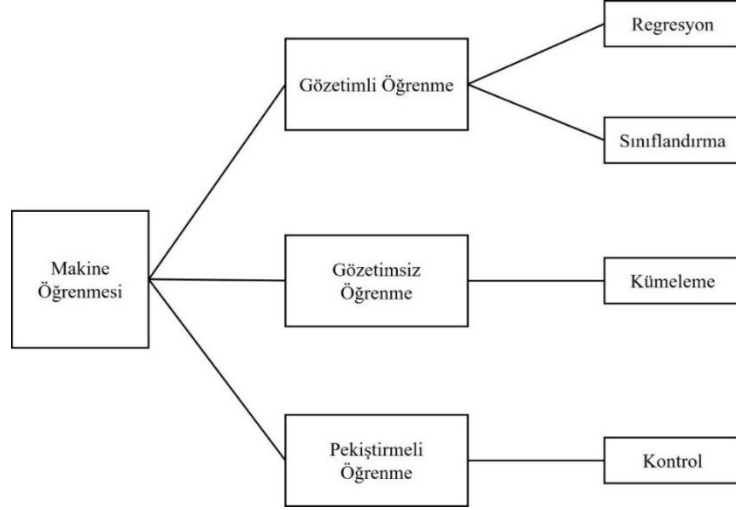 Regresyon
Gözetimli Öğrenme
Sınıflandırma
Makine
Öğrenmesi
Gözetimsiz
Öğrenme
Kümeleme
Pekiştirmeli
Öğrenme
Kontrol